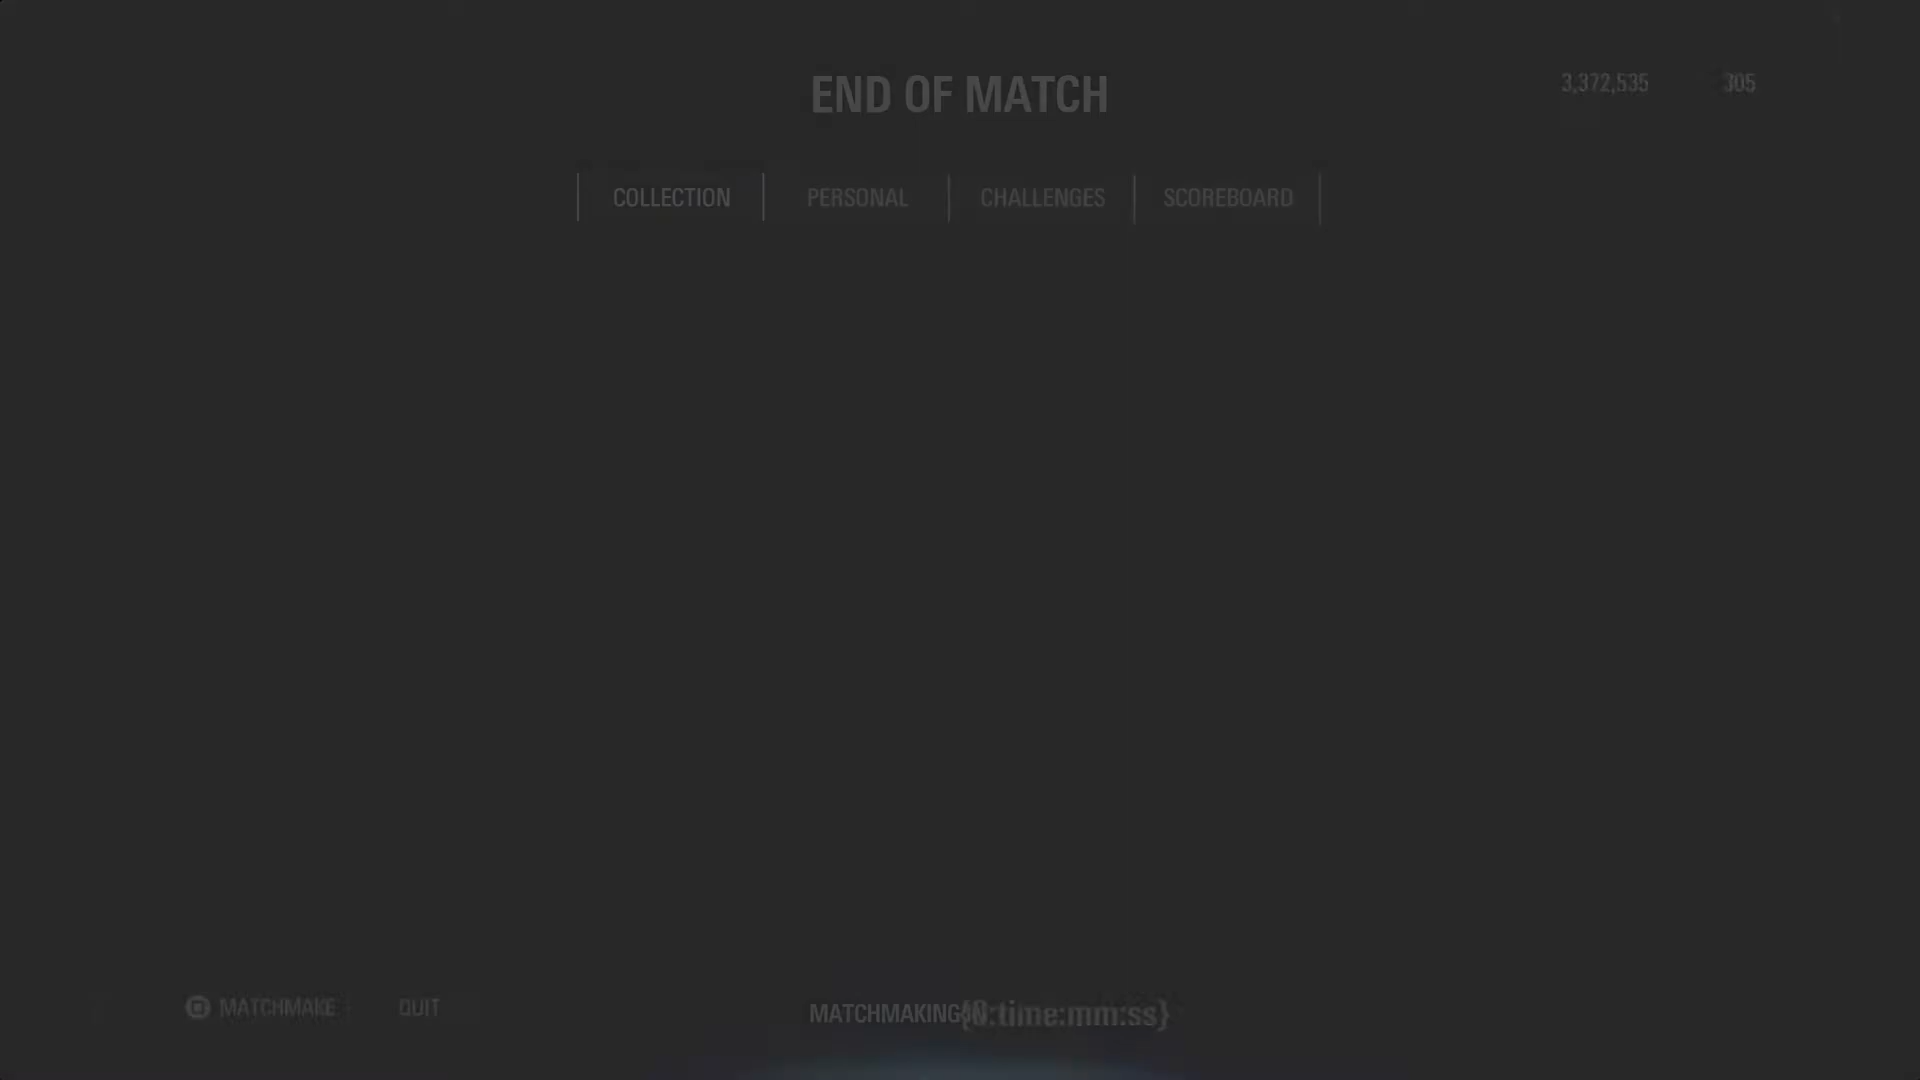 END OF MATCH
3,372,535 305
COLLECTION PERSONAL CHALLENGES SCOREBOARD
MATCHMAKE QUIT
MATCHMAKING {0:time:mm:ss}